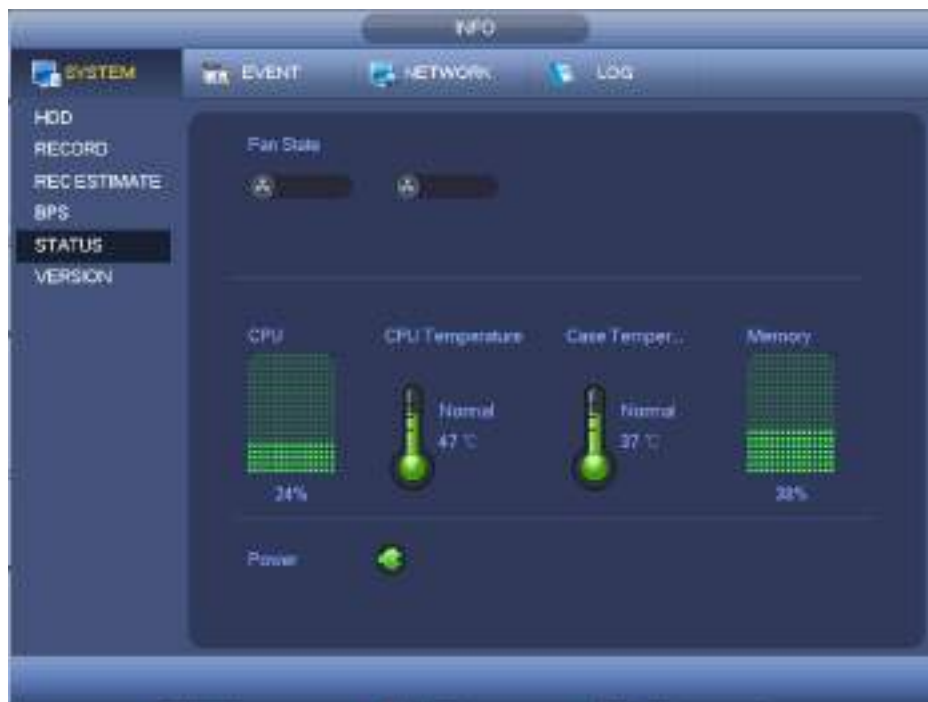 INFO
SYSTEM EVENT NETWORK LOG
HDD
RECORD
REC ESTIMATE
BPS
STATUS
VERSION
Fan State
CPU CPU Temperature Case Temper... Memory
Normal Normal
47 ℃ 37 ℃
24% 38%
Power